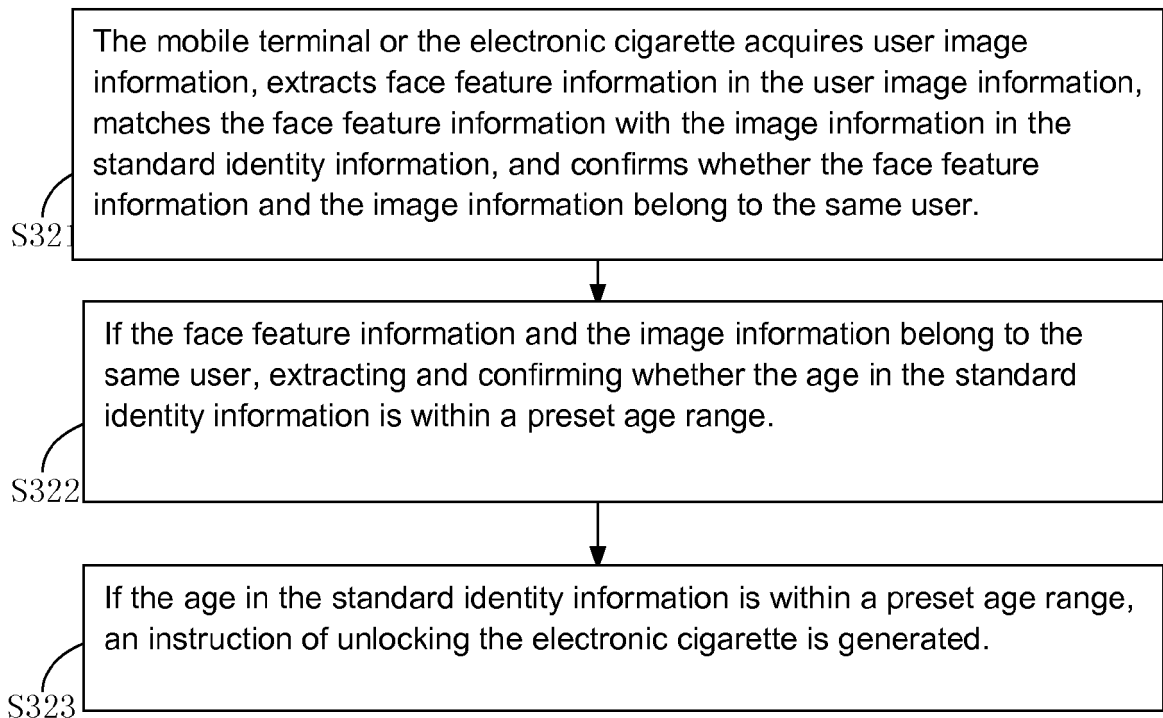 The mobile terminal or the electronic cigarette acquires user image
information, extracts face feature information in the user image information,
matches the face feature information with the image information in the
standard identity information, and confirms whether the face feature
information and the image information belong to the same user.
S321
If the face feature information and the image information belong to the
same user, extracting and confirming whether the age in the standard
identity information is within a preset age range.
S322
If the age in the standard identity information is within a preset age range,
an instruction of unlocking the electronic cigarette is generated.
S323